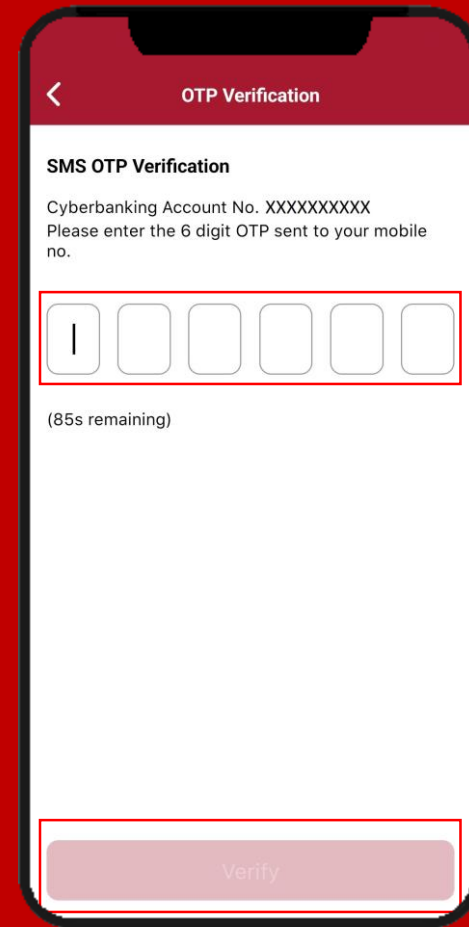 OTP Verification
SMS OTP Verification
Cyberbanking Account No. XXXXXXXXXX
Please enter the 6 digit OTP sent to your mobile
no.
(85s remaining)
Verify